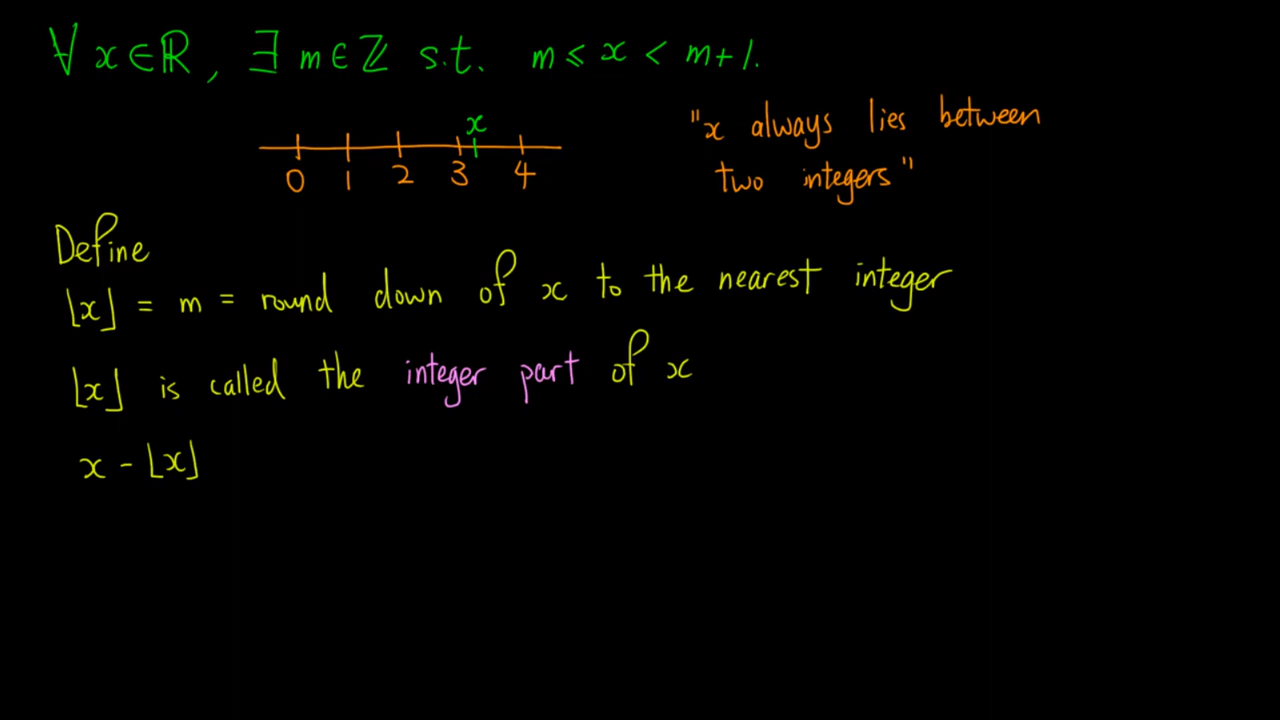 ∀ x ∈ ℝ, ∃ m ∈ ℤ s.t. m ⩽ x < m+1.
x
0 1 2 3 4
"x always lies between
two integers"
Define
⌊x⌋ = m = round down of x to the nearest integer
⌊x⌋ is called the integer part of x
x - ⌊x⌋